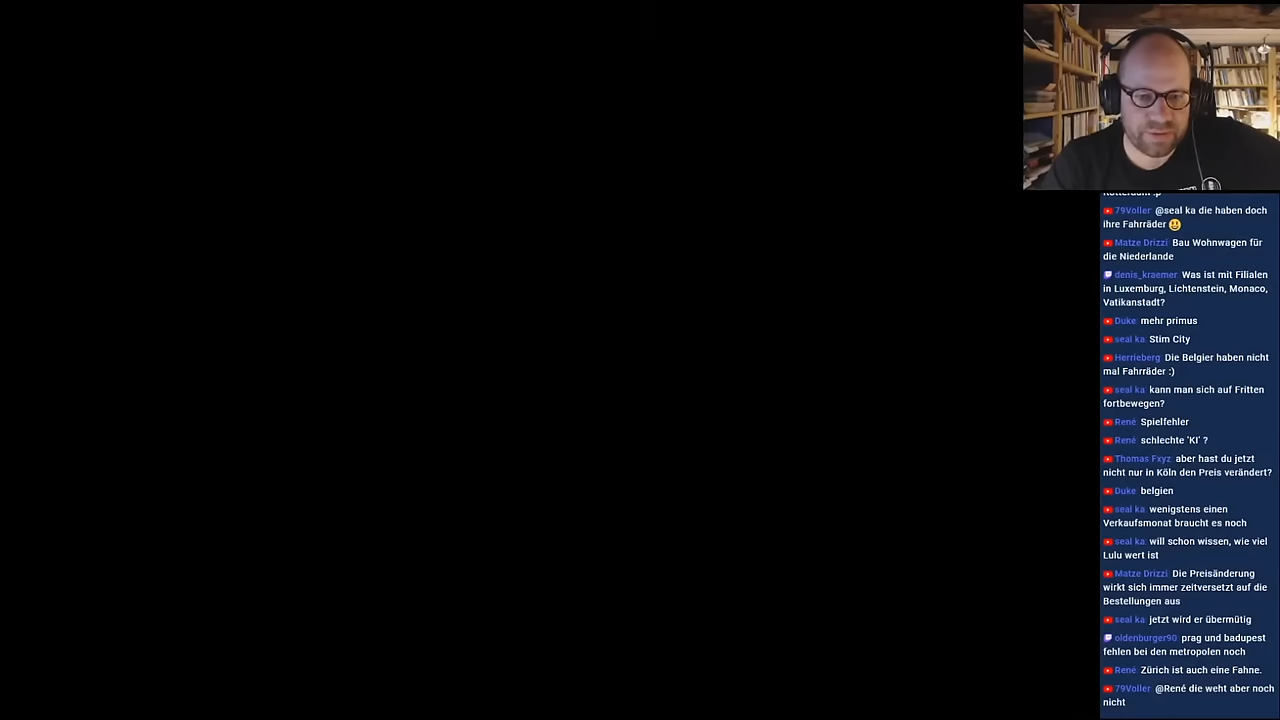 79Voller: @seal ka die haben doch
ihre Fahrräder 😃
Matze Drizzi: Bau Wohnwagen für
die Niederlande
denis_kraemer: Was ist mit Filialen
in Luxemburg, Lichtenstein, Monaco,
Vatikanstadt?
Duke: mehr primus
seal ka: Stim City
Herrieberg: Die Belgier haben nicht
mal Fahrräder :)
seal ka: kann man sich auf Fritten
fortbewegen?
René: Spielfehler
René: schlechte 'KI' ?
Thomas Fxyz: aber hast du jetzt
nicht nur in Köln den Preis verändert?
Duke: belgien
seal ka: wenigstens einen
Verkaufsmonat braucht es noch
seal ka: will schon wissen, wie viel
Lulu wert ist
Matze Drizzi: Die Preisänderung
wirkt sich immer zeitversetzt auf die
Bestellungen aus
seal ka: jetzt wird er übermütig
oldenburger90: prag und badupest
fehlen bei den metropolen noch
René: Zürich ist auch eine Fahne.
79Voller: @René die weht aber noch
nicht